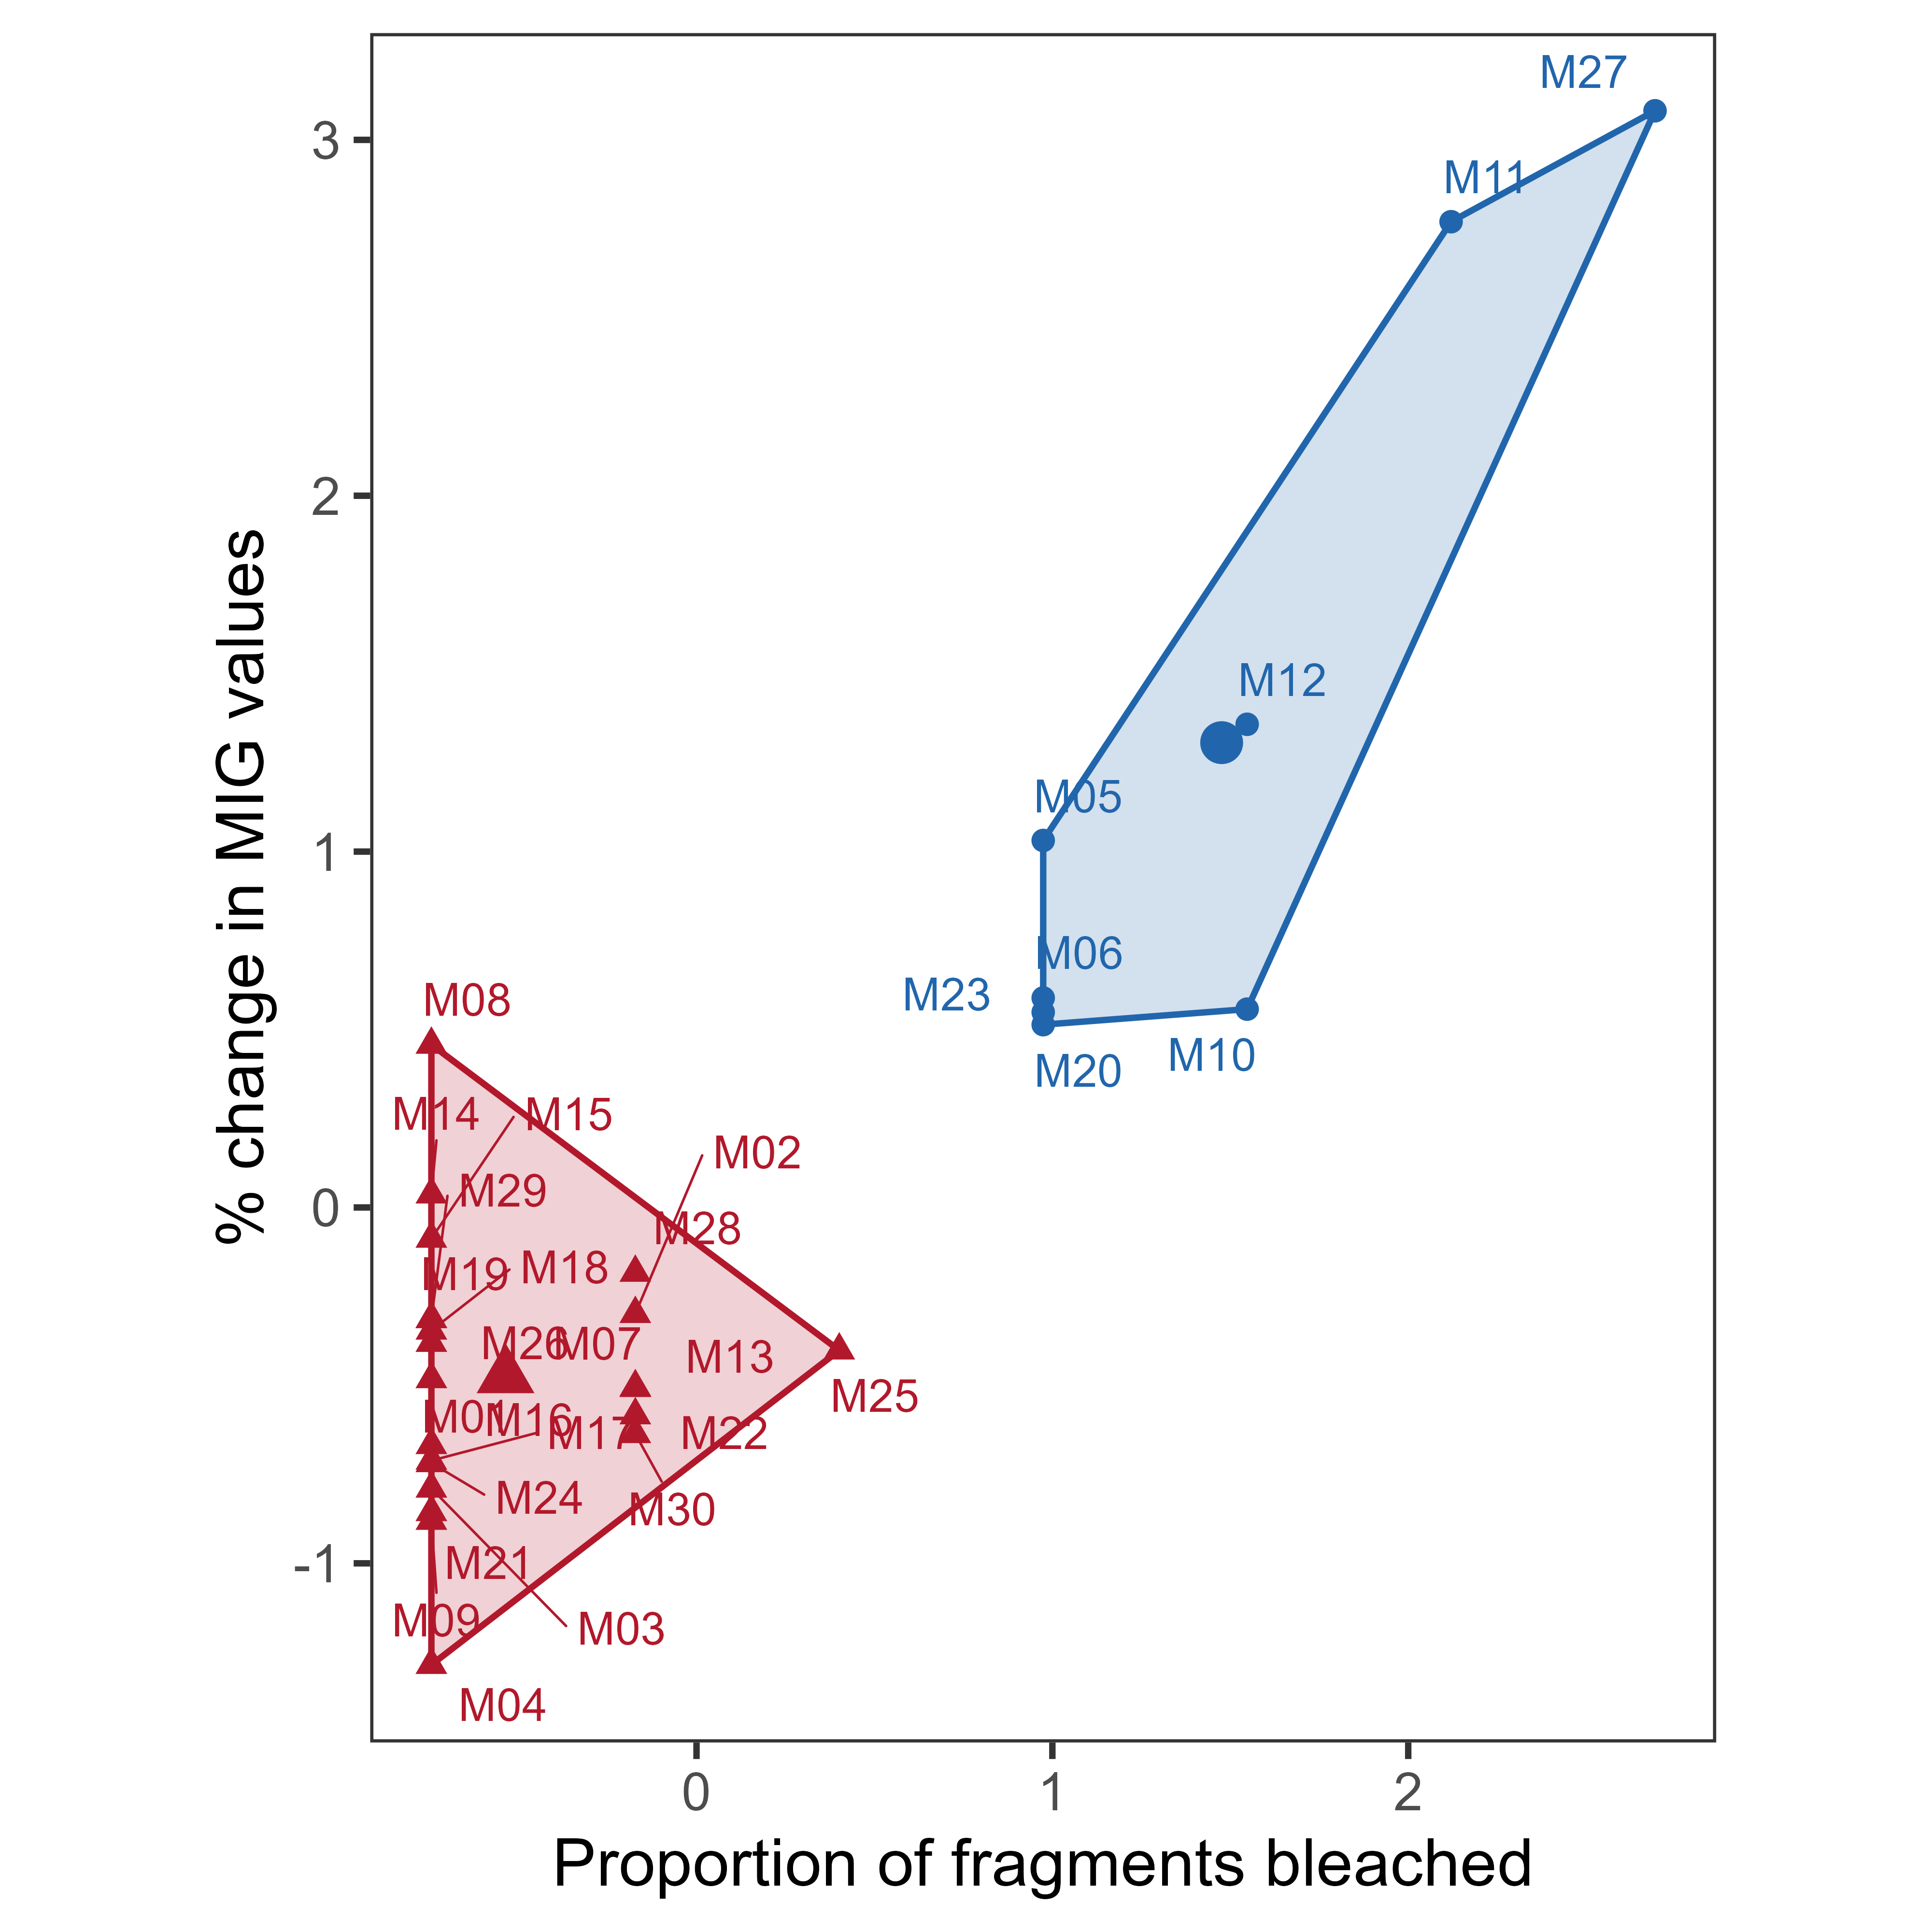 M27
3
M11
2
M12
M05
1
M06
M23
M08
M10
M20
M14
M15
M02
M29
0
M28
M19
M18
M26
M07
M13
M25
M01
M16
M17
M22
M24
M30
-1
M21
M09
M03
M04
0
1
2
Proportion of fragments bleached
% change in MIG values